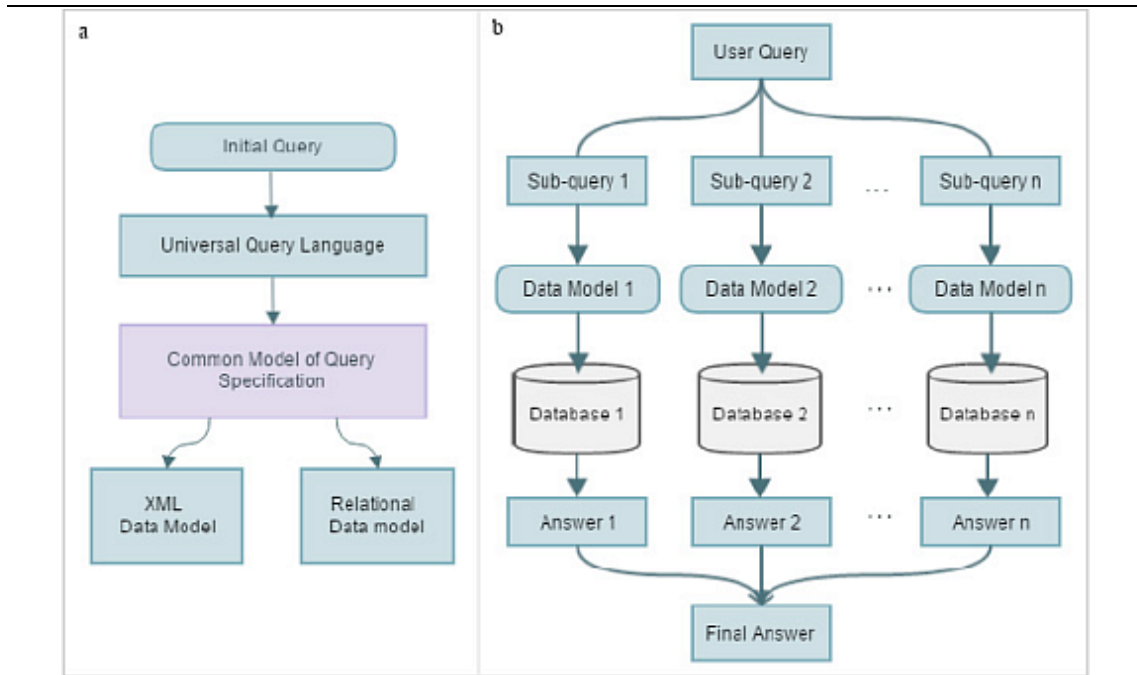 a
Initial Query
Universal Query Language
Common Model of Query
Specification
XML
Data Model
Relational
Data model
b
User Query
Sub-query 1
Sub-query 2
...
Sub-query n
Data Model 1
Data Model 2
...
Data Model n
Database 1
Database 2
...
Database n
Answer 1
Answer 2
...
Answer n
Final Answer